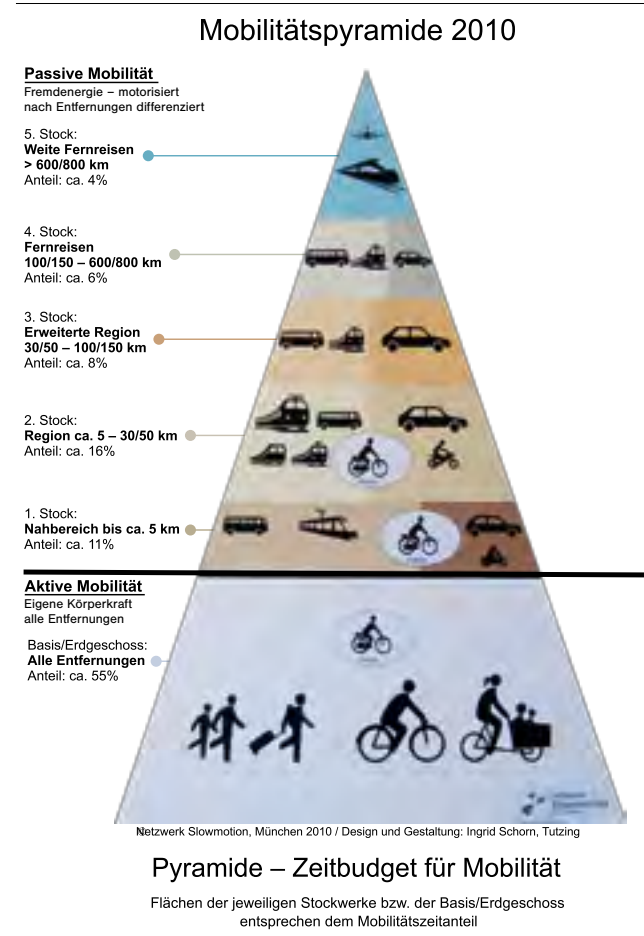 Mobilitätspyramide 2010
Passive Mobilität
Fremdenergie – motorisiert
nach Entfernungen differenziert
5. Stock:
Weite Fernreisen
> 600/800 km
Anteil: ca. 4%
4. Stock:
Fernreisen
100/150 – 600/800 km
Anteil: ca. 6%
3. Stock:
Erweiterte Region
30/50 – 100/150 km
Anteil: ca. 8%
2. Stock:
Region ca. 5 – 30/50 km
Anteil: ca. 16%
1. Stock:
Nahbereich bis ca. 5 km
Anteil: ca. 11%
Aktive Mobilität
Eigene Körperkraft
alle Entfernungen
Basis/Erdgeschoss:
Alle Entfernungen
Anteil: ca. 55%
Netzwerk Slowmotion, München 2010 / Design und Gestaltung: Ingrid Schorn, Tutzing
Pyramide – Zeitbudget für Mobilität
Flächen der jeweiligen Stockwerke bzw. der Basis/Erdgeschoss
entsprechen dem Mobilitätszeitanteil